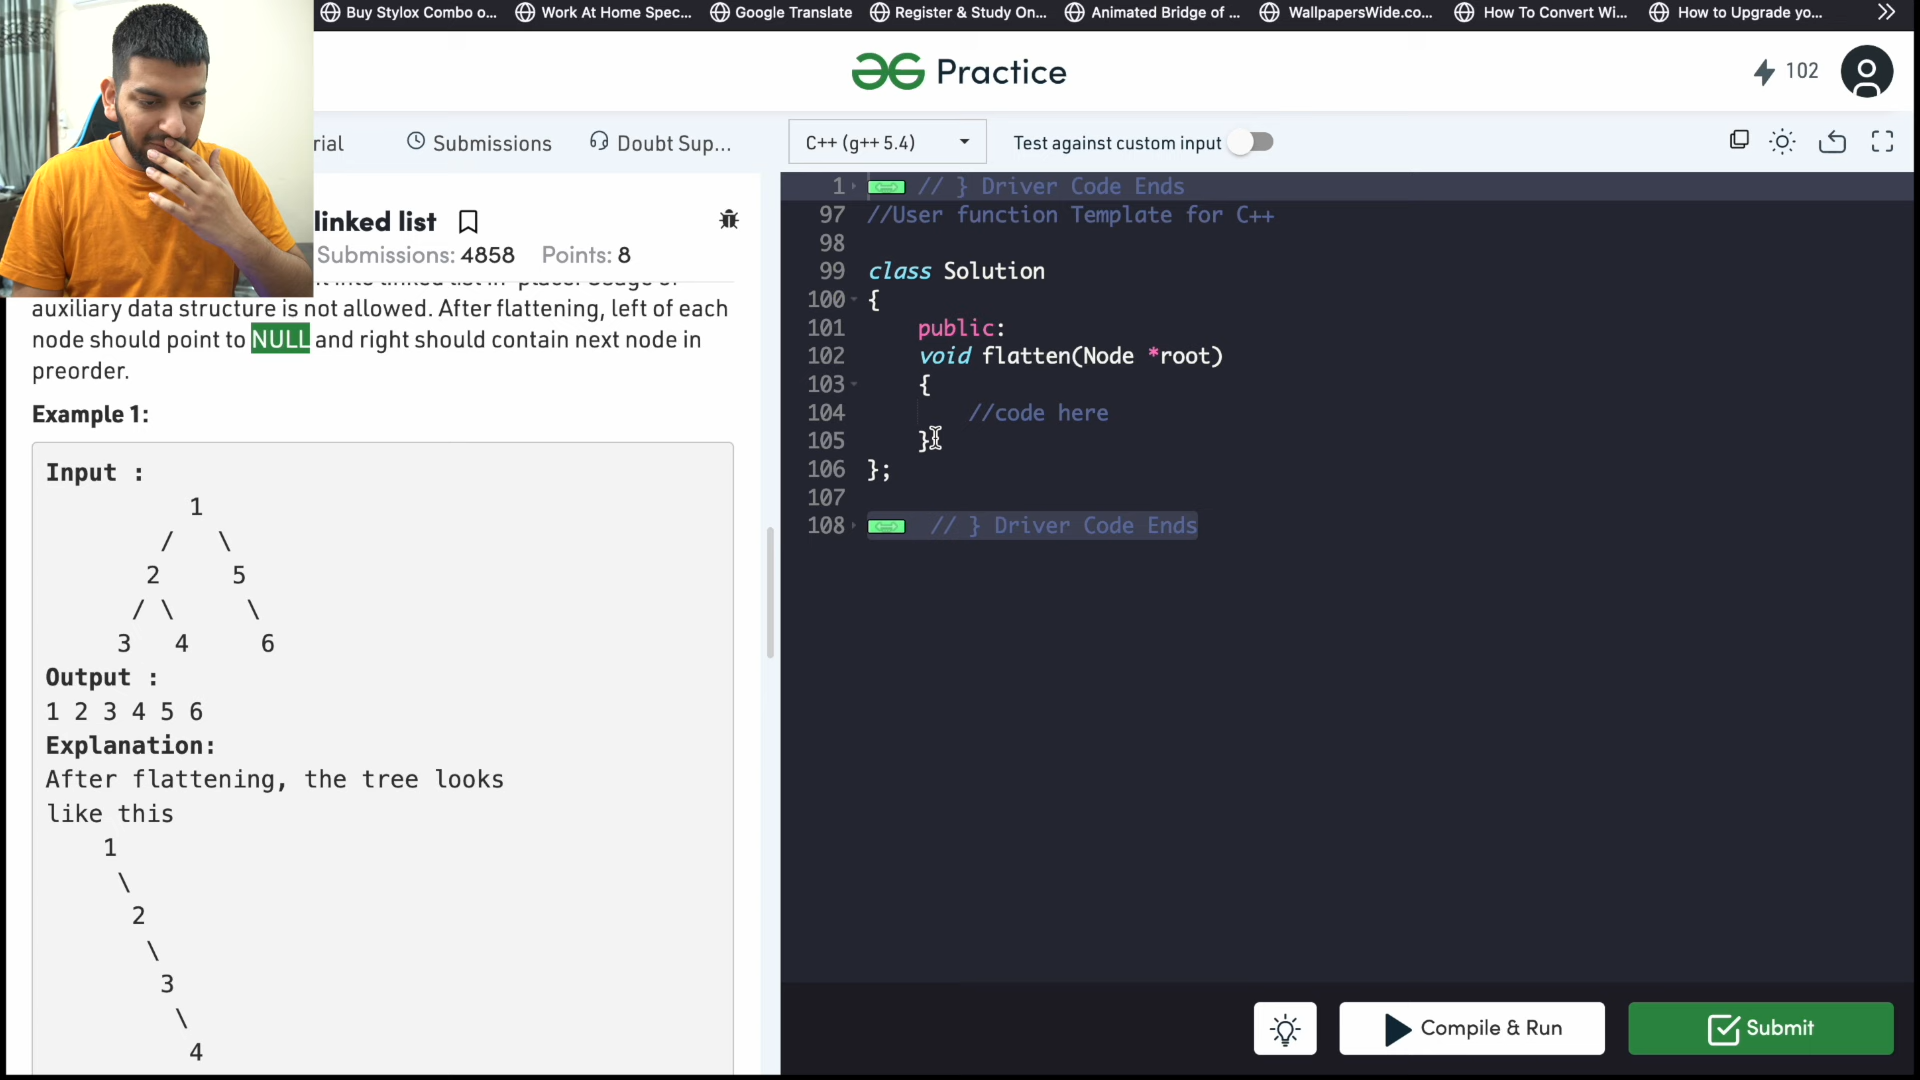 Buy Stylox Combo o...
Work At Home Spec...
Google Translate
Register & Study On...
Animated Bridge of ...
WallpapersWide.co...
How To Convert Wi...
How to Upgrade yo...
Practice
102
rial
Submissions
Doubt Sup...
C++ (g++ 5.4)
Test against custom input
linked list
Submissions: 4858 Points: 8
auxiliary data structure is not allowed. After flattening, left of each
node should point to NULL and right should contain next node in
preorder.
Example 1:
Input :
1
/ \
2 5
/ \ \
3 4 6
Output :
1 2 3 4 5 6
Explanation:
After flattening, the tree looks
like this
1
\
2
\
3
\
4
1 // } Driver Code Ends
97 //User function Template for C++
98
99 class Solution
100 {
101 public:
102 void flatten(Node *root)
103 {
104 //code here
105 }
106 };
107
108 // } Driver Code Ends
Compile & Run
Submit